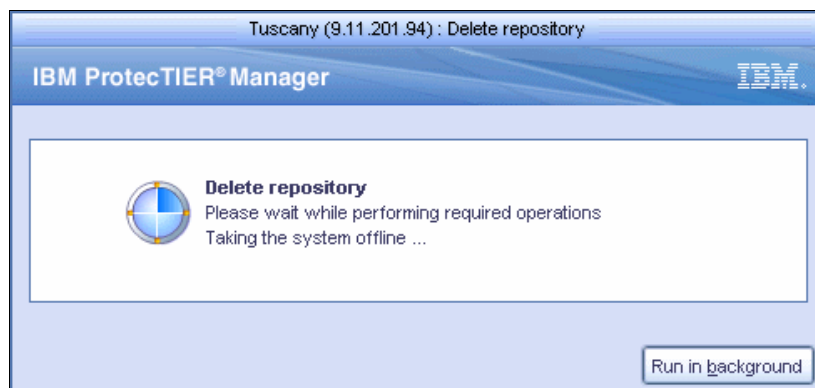 Tuscany (9.11.201.94) : Delete repository
IBM ProtecTIER® Manager
IBM.
Delete repository
Please wait while performing required operations
Taking the system offline ...
Run in background